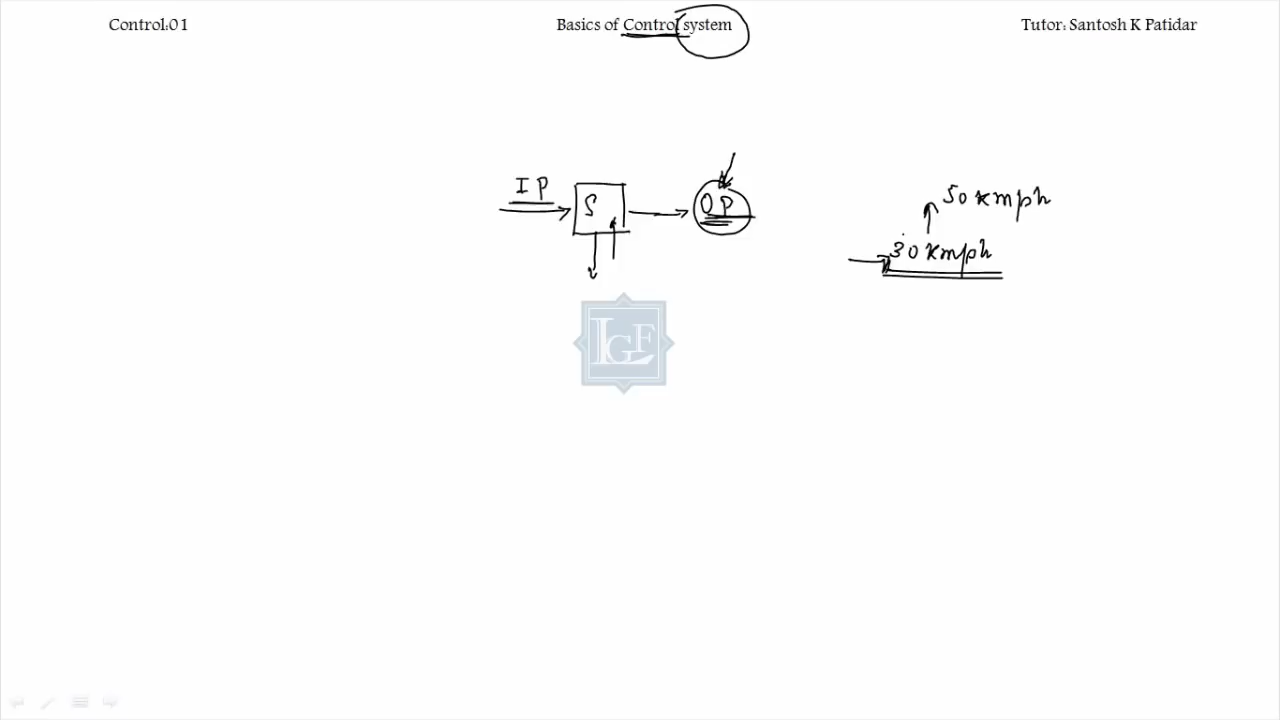 Control:01
Basics of Control system
Tutor: Santosh K Patidar
IP
S
OP
50 kmph
30 kmph
LGF